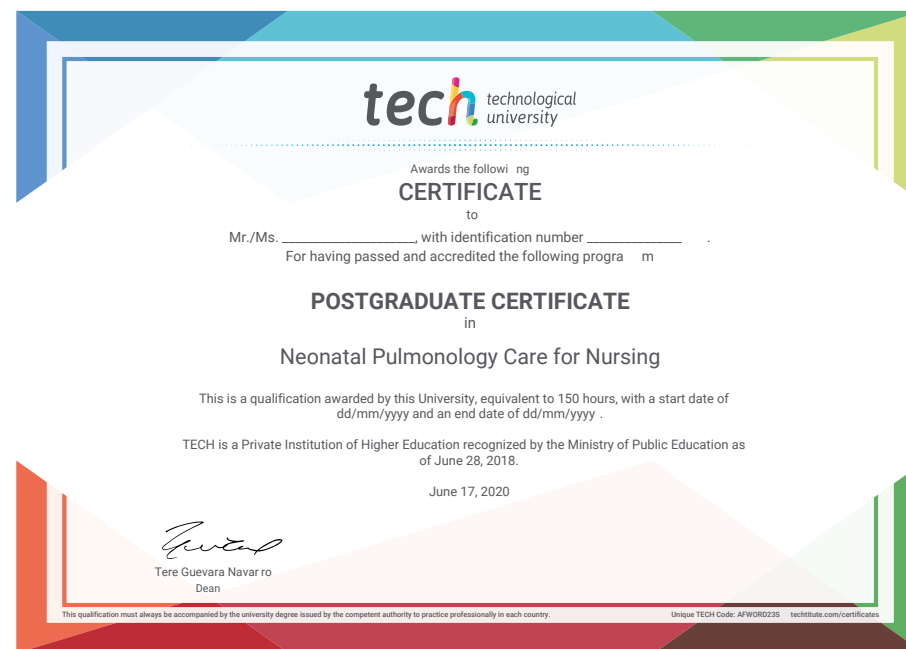 tech technological
university
Awards the followi ng
CERTIFICATE
to
Mr./Ms. ____________________, with identification number ______________ .
For having passed and accredited the following progra m
POSTGRADUATE CERTIFICATE
in
Neonatal Pulmonology Care for Nursing
This is a qualification awarded by this University, equivalent to 150 hours, with a start date of
dd/mm/yyyy and an end date of dd/mm/yyyy .
TECH is a Private Institution of Higher Education recognized by the Ministry of Public Education as
of June 28, 2018.
June 17, 2020
Tere Guevara Navar ro
Dean
This qualification must always be accompanied by the university degree issued by the competent authority to practice professionally in each country. Unique TECH Code: AFWORD23S techtitute.com/certificates